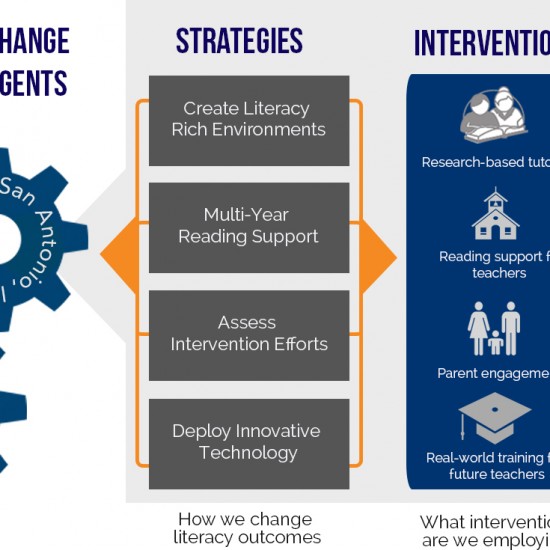 CHANGE
GENTS
San Antonio,
STRATEGIES
Create Literacy
Rich Environments
Multi-Year
Reading Support
Assess
Intervention Efforts
Deploy Innovative
Technology
How we change
literacy outcomes
INTERVENTIO
Research-based tuto
Reading support f
teachers
Parent engageme
Real-world training f
future teachers
What interventio
are we employi